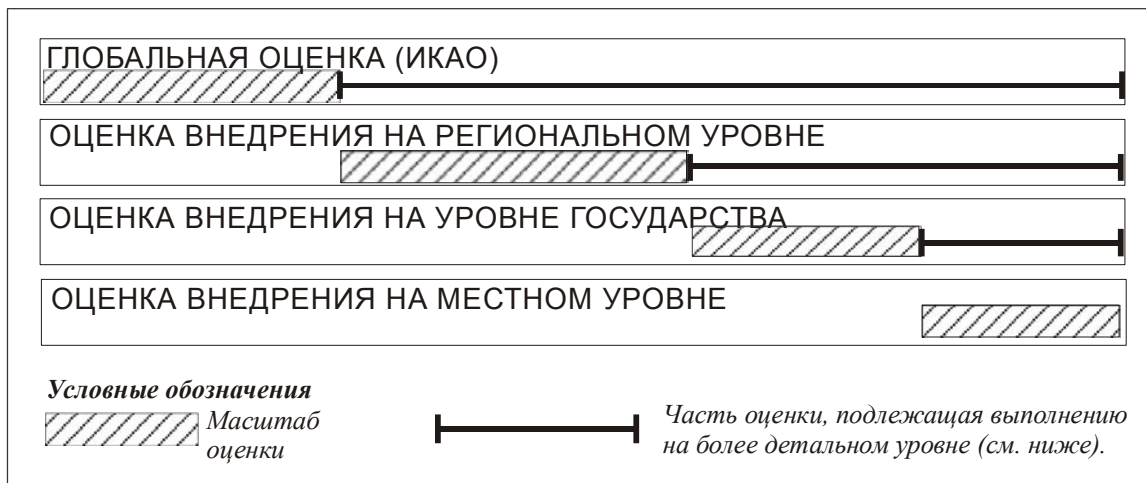 ГЛОБАЛЬНАЯ ОЦЕНКА (ИКАО)
ОЦЕНКА ВНЕДРЕНИЯ НА РЕГИОНАЛЬНОМ УРОВНЕ
ОЦЕНКА ВНЕДРЕНИЯ НА УРОВНЕ ГОСУДАРСТВА
ОЦЕНКА ВНЕДРЕНИЯ НА МЕСТНОМ УРОВНЕ
Условные обозначения
Масштаб
оценки
Часть оценки, подлежащая выполнению
на более детальном уровне (см. ниже).